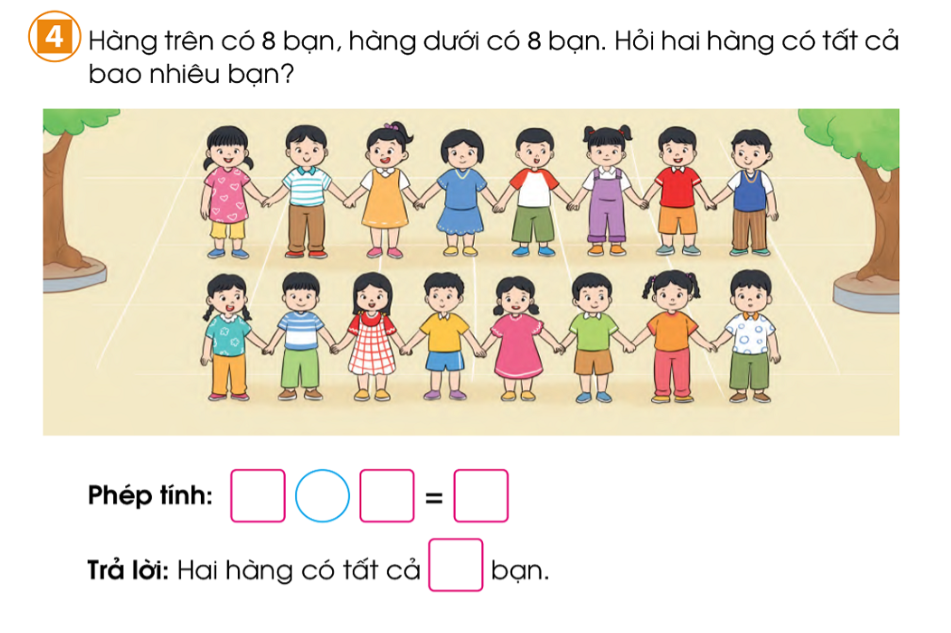 4 Hàng trên có 8 bạn, hàng dưới có 8 bạn. Hỏi hai hàng có tất cả
bao nhiêu bạn?
Phép tính: =
Trả lời: Hai hàng có tất cả bạn.